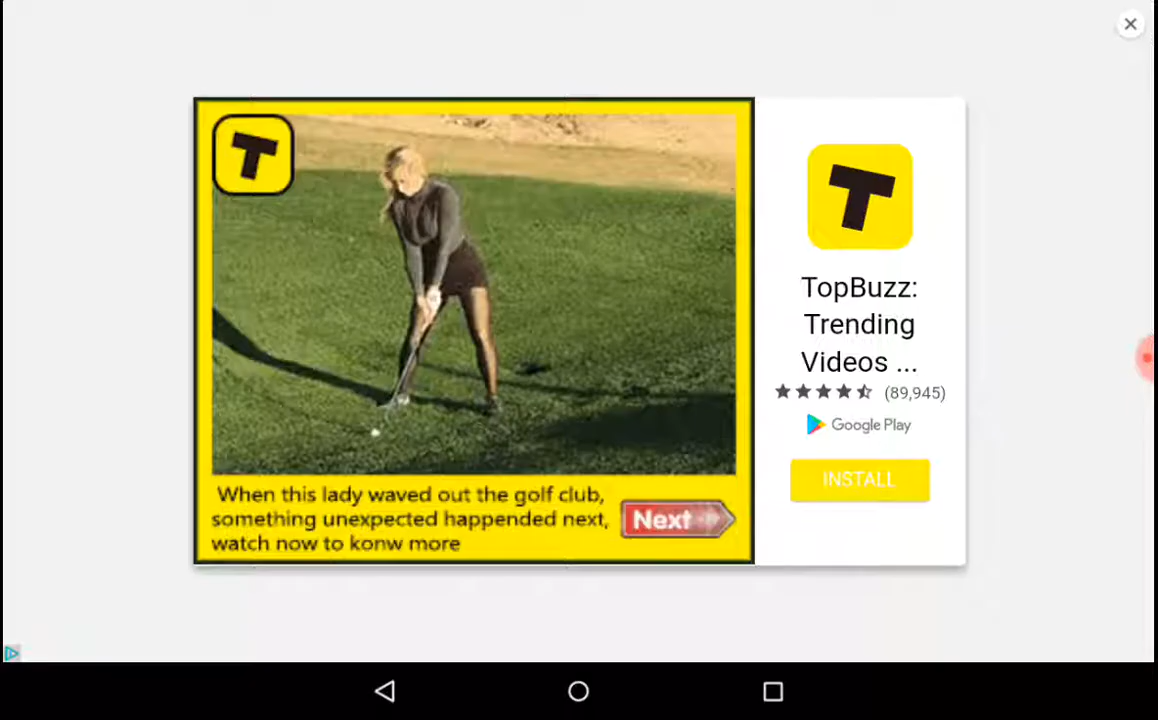 T
When this lady waved out the golf club,
something unexpected happended next,
watch now to konw more
Next
T
TopBuzz:
Trending
Videos ...
(89,945)
Google Play
INSTALL